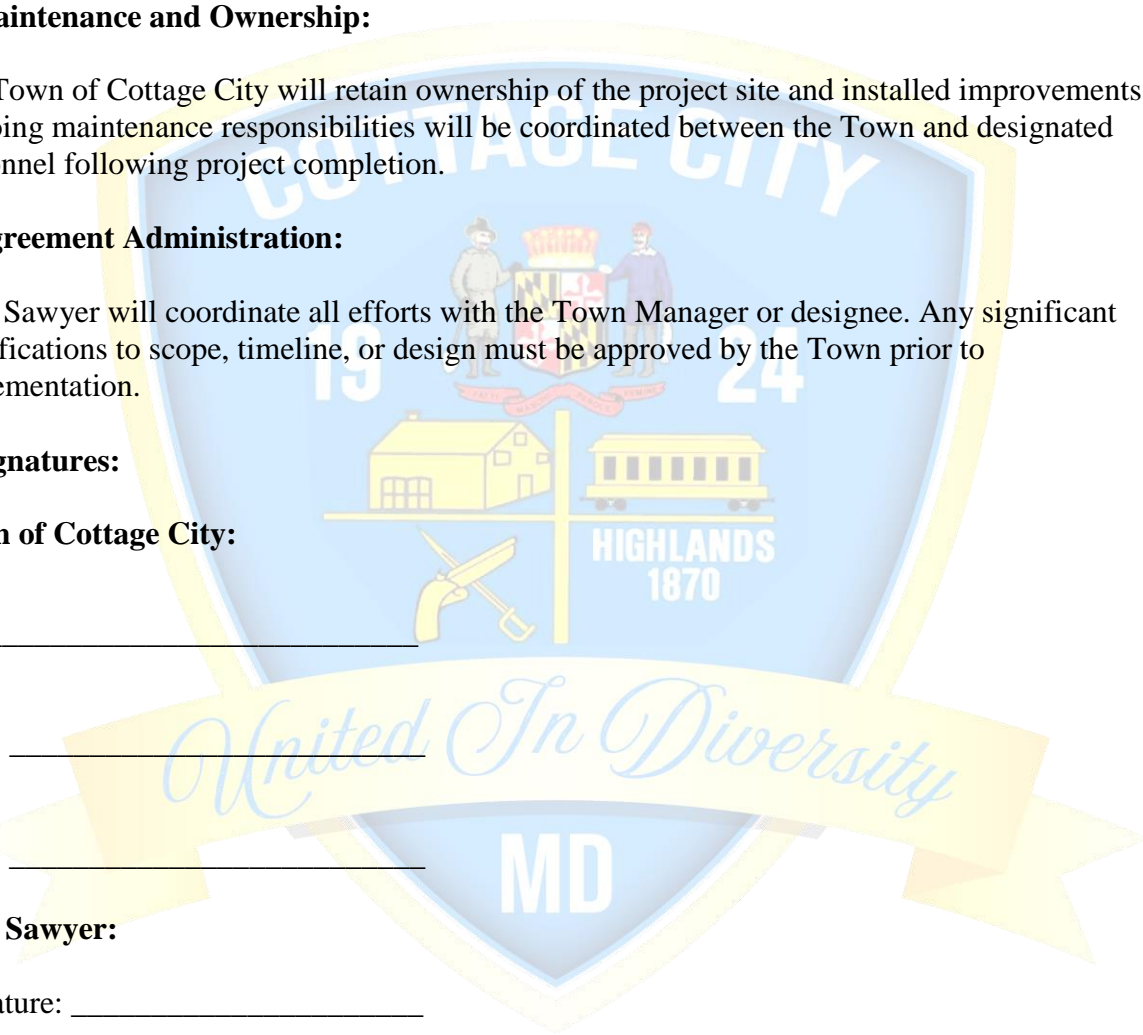 aintenance and Ownership:
Town of Cottage City will retain ownership of the project site and installed improvements
ing maintenance responsibilities will be coordinated between the Town and designated
onnel following project completion.
COTTAGE CITY
greement Administration:
Sawyer will coordinate all efforts with the Town Manager or designee. Any significant
fications to scope, timeline, or design must be approved by the Town prior to
ementation.
19 24
gnatures:
n of Cottage City:
HIGHLANDS
1870
United In Diversity
MD
Sawyer:
ature: ______________________